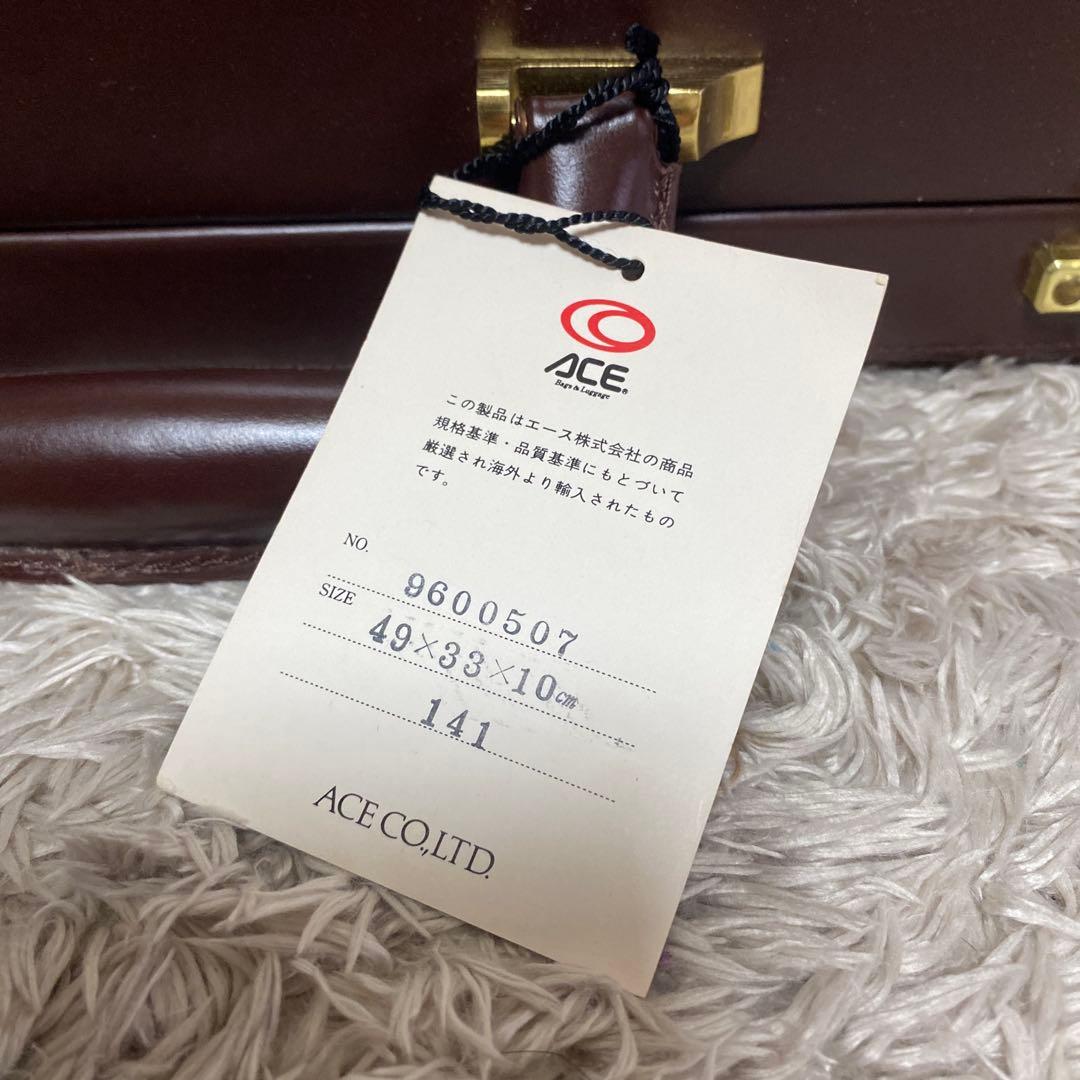 ACE®
Bags & Luggage
この製品はエース株式会社の商品
規格基準・品質基準にもとづいて
厳選され海外より輸入されたもの
です。
NO.
9600507
SIZE
49×33×10cm
141
ACE CO.,LTD.